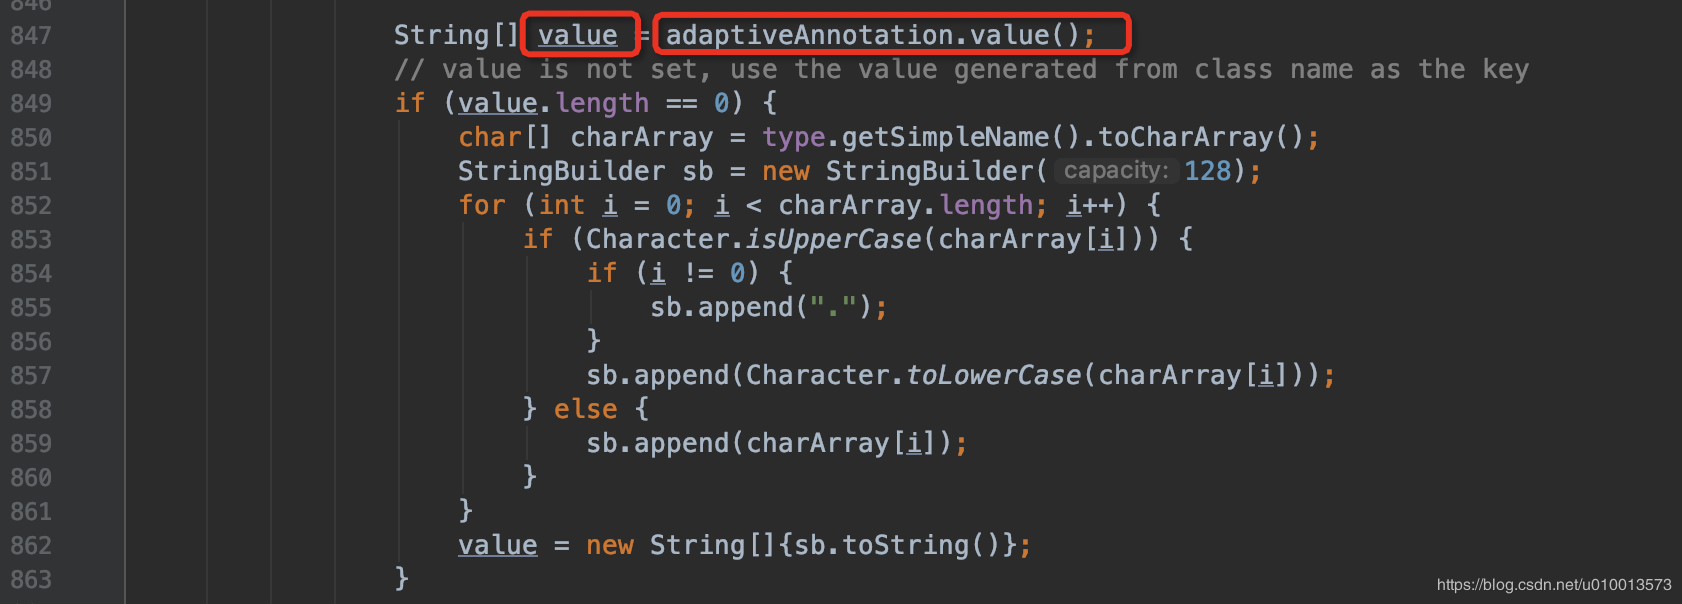 846
847 String[] value = adaptiveAnnotation.value();
848 // value is not set, use the value generated from class name as the key
849 if (value.length == 0) {
850 char[] charArray = type.getSimpleName().toCharArray();
851 StringBuilder sb = new StringBuilder( capacity: 128);
852 for (int i = 0; i < charArray.length; i++) {
853 if (Character.isUpperCase(charArray[i])) {
854 if (i != 0) {
855 sb.append(".");
856 }
857 sb.append(Character.toLowerCase(charArray[i]));
858 } else {
859 sb.append(charArray[i]);
860 }
861 }
862 value = new String[]{sb.toString()};
863 }
https://blog.csdn.net/u010013573